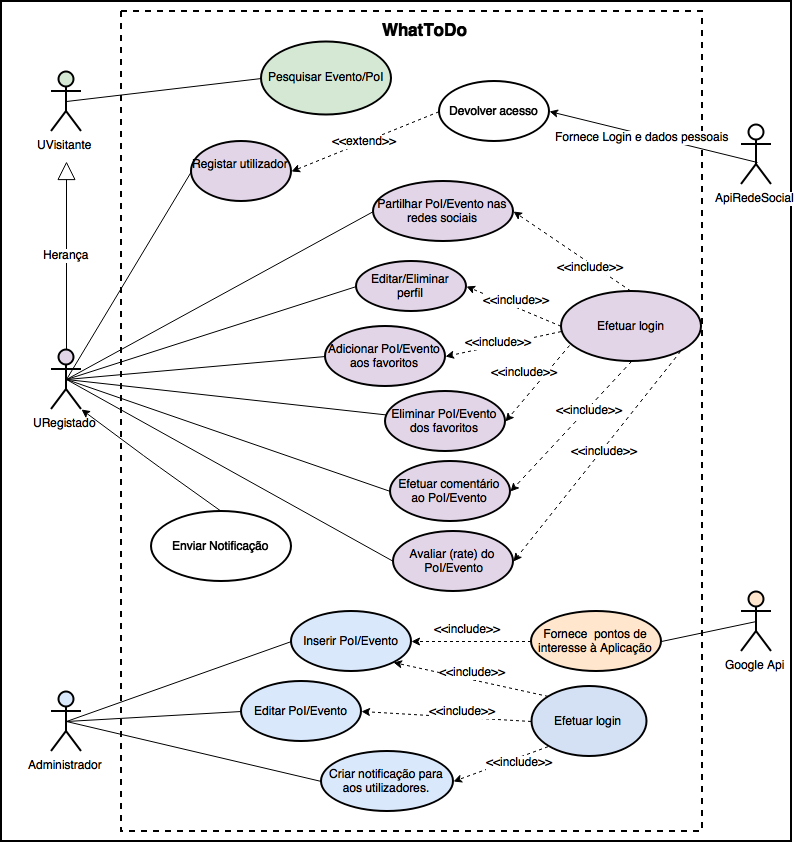 WhatToDo
Pesquisar Evento/PoI
UVisitante
Devolver acesso
Fornece Login e dados pessoais
<<extend>>
Registar utilizador
ApiRedeSocial
Partilhar PoI/Evento nas
redes sociais
Herança
<<include>>
Editar/Eliminar
perfil
<<include>>
Efetuar login
Adicionar PoI/Evento
aos favoritos
<<include>>
<<include>>
URegistado
Eliminar PoI/Evento
dos favoritos
<<include>>
<<include>>
Efetuar comentário
ao PoI/Evento
Enviar Notificação
Avaliar (rate) do
PoI/Evento
Inserir PoI/Evento
<<include>>
Fornece pontos de
interesse à Aplicação
Google Api
<<include>>
Editar PoI/Evento
<<include>>
Efetuar login
Administrador
<<include>>
Criar notificação para
aos utilizadores.